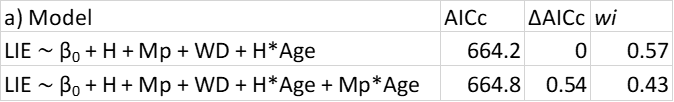 a) Model AICc ΔAICc wi
LIE ~ β₀ + H + Mp + WD + H*Age 664.2 0 0.57
LIE ~ β₀ + H + Mp + WD + H*Age + Mp*Age 664.8 0.54 0.43